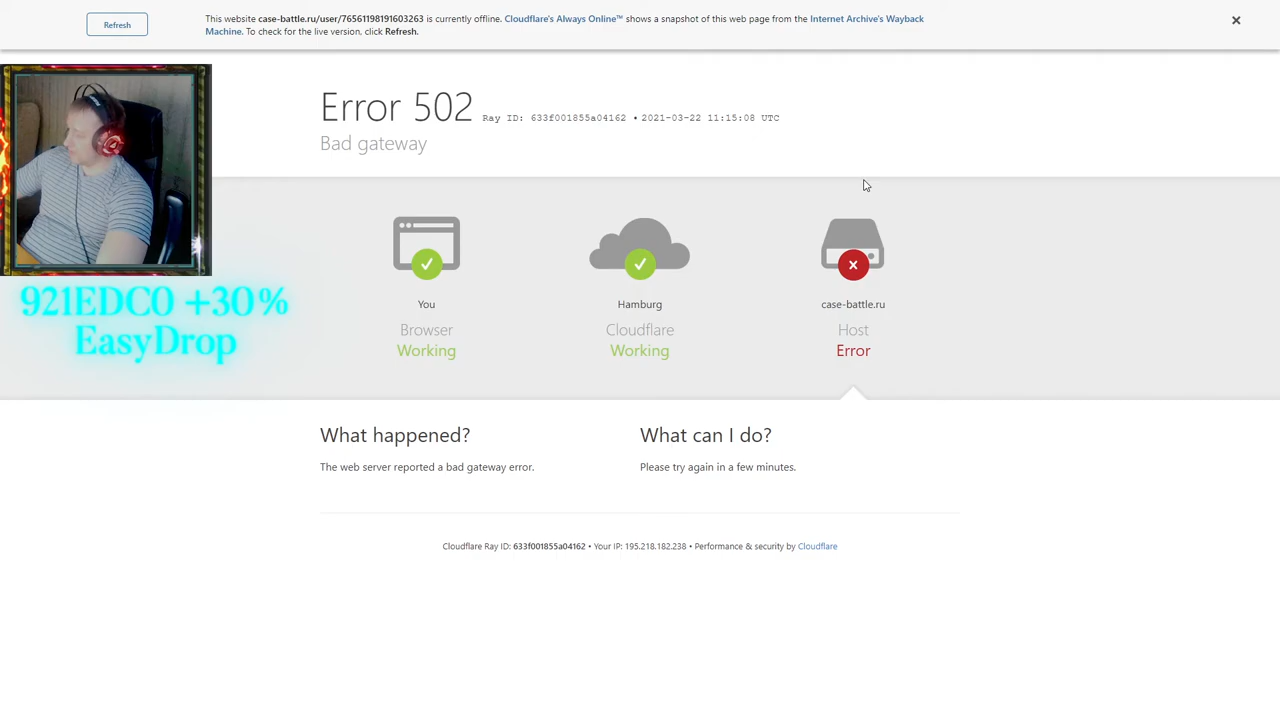 Refresh
This website case-battle.ru/user/76561198191603263 is currently offline. Cloudflare's Always Online™ shows a snapshot of this web page from the Internet Archive's Wayback
Machine. To check for the live version, click Refresh.
Error 502 Ray ID: 633f001855a04162 • 2021-03-22 11:15:08 UTC
Bad gateway
921EDC0 +30%
EasyDrop
You
Browser
Working
Hamburg
Cloudflare
Working
case-battle.ru
Host
Error
What happened?
The web server reported a bad gateway error.
What can I do?
Please try again in a few minutes.
Cloudflare Ray ID: 633f001855a04162 • Your IP: 195.218.182.238 • Performance & security by Cloudflare